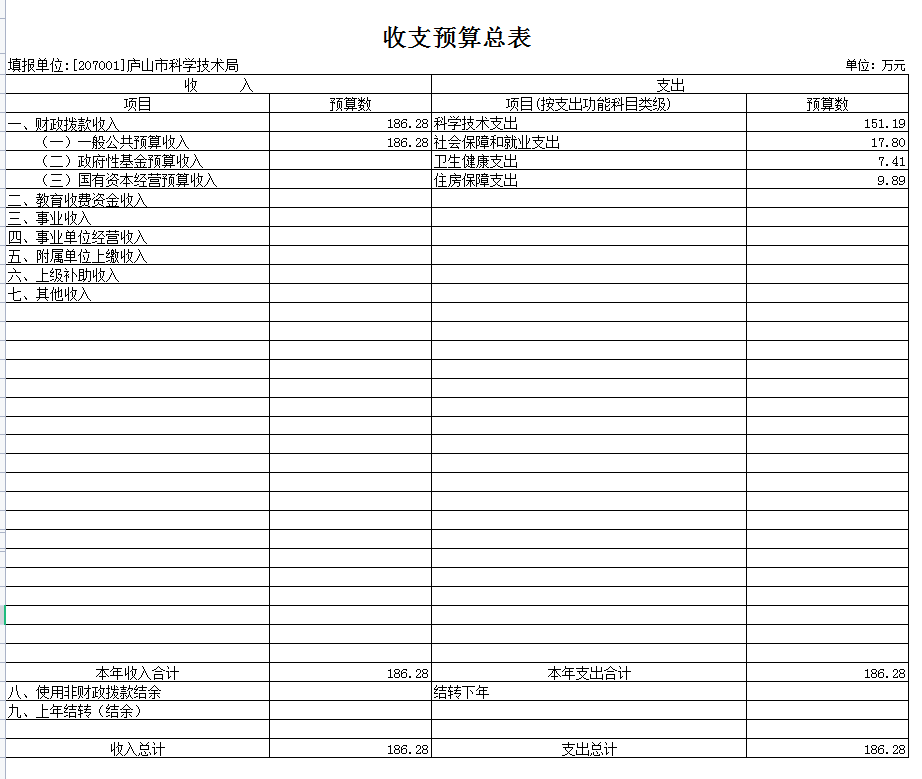 收支预算总表
填报单位:[207001]庐山市科学技术局 单位：万元
收 入 支出
项目 预算数 项目(按支出功能科目类级) 预算数
一、财政拨款收入 186.28 科学技术支出 151.19
（一）一般公共预算收入 186.28 社会保障和就业支出 17.80
（二）政府性基金预算收入 卫生健康支出 7.41
（三）国有资本经营预算收入 住房保障支出 9.89
二、教育收费资金收入
三、事业收入
四、事业单位经营收入
五、附属单位上缴收入
六、上级补助收入
七、其他收入
本年收入合计 186.28 本年支出合计 186.28
八、使用非财政拨款结余 结转下年
九、上年结转（结余）
收入总计 186.28 支出总计 186.28